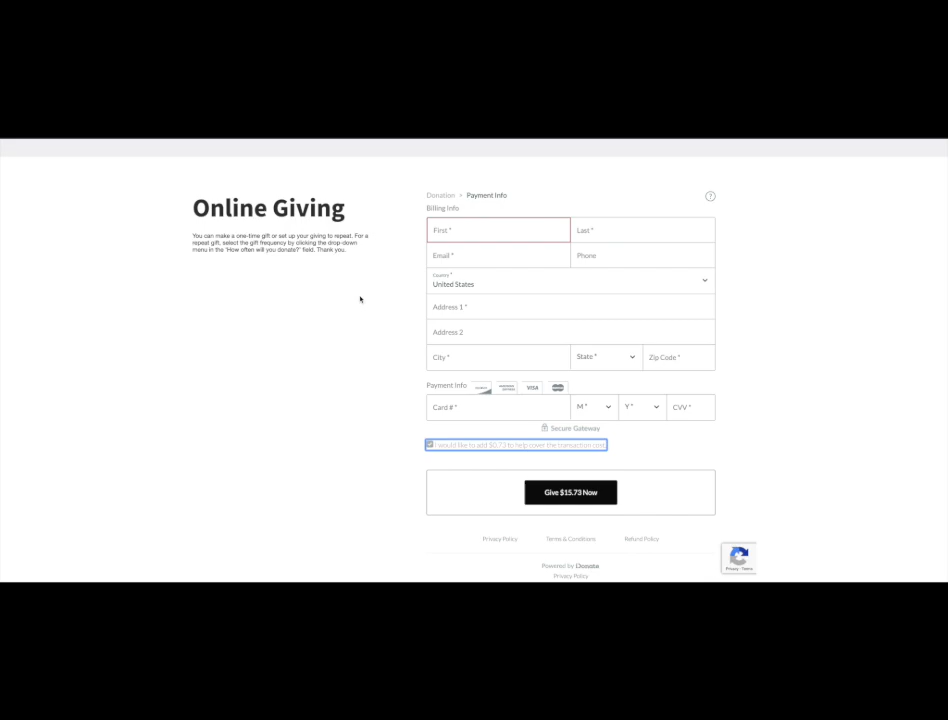 Online Giving
You can make a one-time gift or set up your giving to repeat. For a
repeat gift, select the gift frequency by clicking the drop-down
menu in the "How often will you donate?" field. Thank you.
Donation
Payment Info
?
Billing Info
First *
Last *
Email *
Phone
Country *
United States
Address 1 *
Address 2
City *
State *
Zip Code *
Payment Info
VISA
Card # *
M *
Y *
CVV *
Secure Gateway
I would like to add $0.73 to help cover the transaction cost.
Give $15.73 Now
Privacy Policy
Terms & Conditions
Refund Policy
Powered by
Privacy Policy
Privacy - Terms